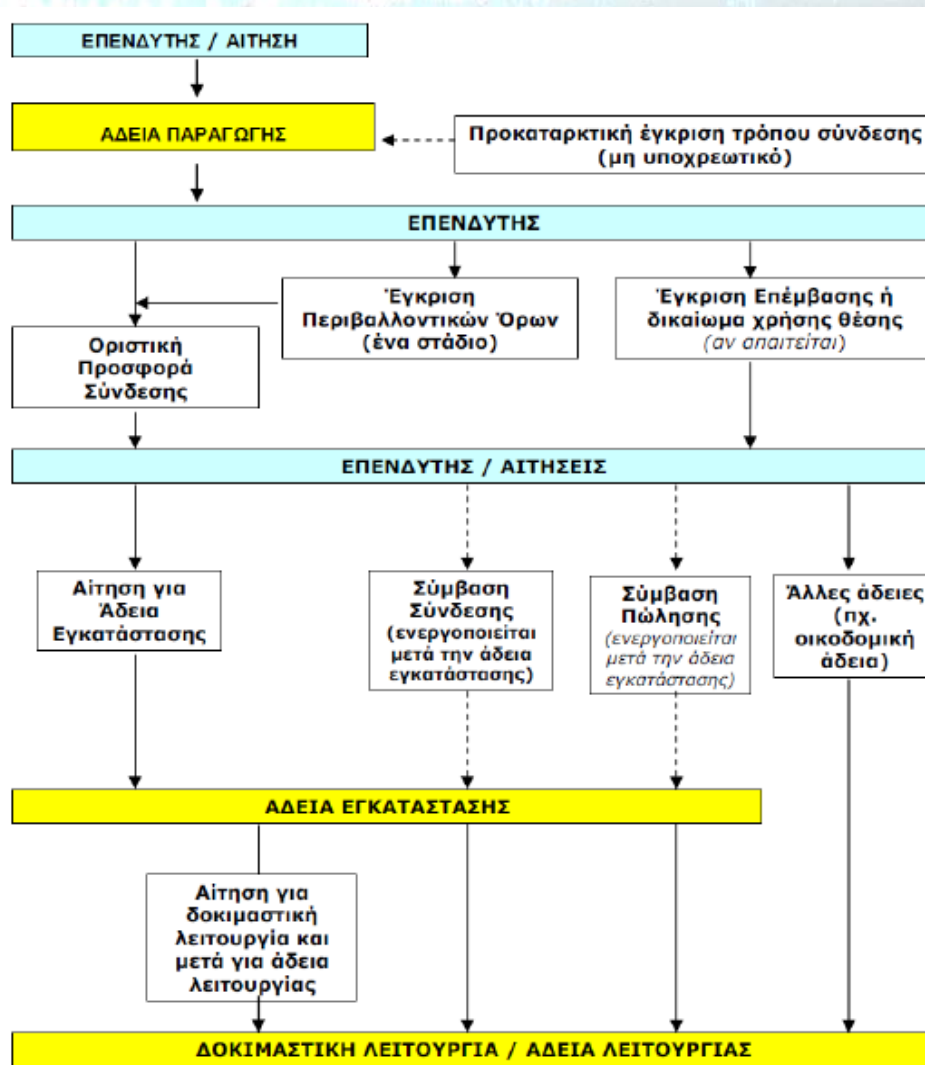 ΕΠΕΝΔΥΤΗΣ / ΑΙΤΗΣΗ
ΑΔΕΙΑ ΠΑΡΑΓΩΓΗΣ
Προκαταρκτική έγκριση τρόπου σύνδεσης
(μη υποχρεωτικό)
ΕΠΕΝΔΥΤΗΣ
Οριστική
Προσφορά
Σύνδεσης
Έγκριση
Περιβαλλοντικών Όρων
(ένα στάδιο)
Έγκριση Επέμβασης ή
δικαίωμα χρήσης θέσης
(αν απαιτείται)
ΕΠΕΝΔΥΤΗΣ / ΑΙΤΗΣΕΙΣ
Αίτηση για
Άδεια
Εγκατάστασης
Σύμβαση
Σύνδεσης
(ενεργοποιείται
μετά την άδεια
εγκατάστασης)
Σύμβαση
Πώλησης
(ενεργοποιείται
μετά την άδεια
εγκατάστασης)
Άλλες άδειες
(πχ.
οικοδομική
άδεια)
ΑΔΕΙΑ ΕΓΚΑΤΑΣΤΑΣΗΣ
Αίτηση για
δοκιμαστική
λειτουργία και
μετά για άδεια
λειτουργίας
ΔΟΚΙΜΑΣΤΙΚΗ ΛΕΙΤΟΥΡΓΙΑ / ΑΔΕΙΑ ΛΕΙΤΟΥΡΓΙΑΣ